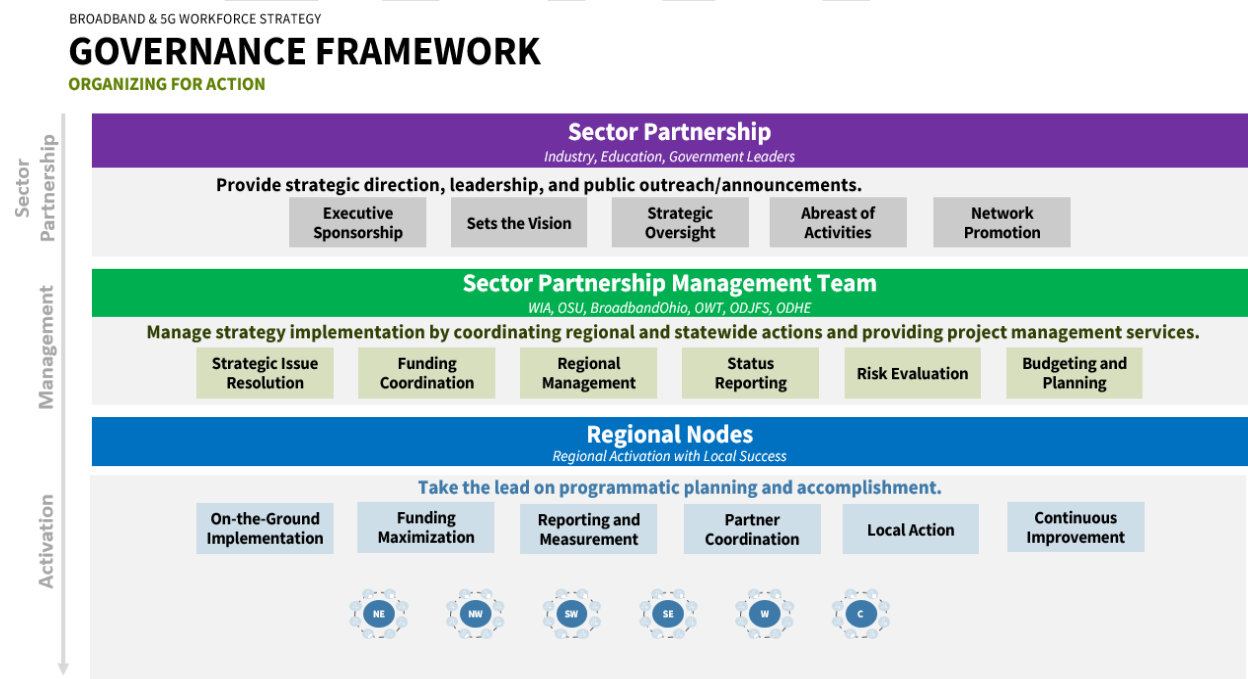 BROADBAND & 5G WORKFORCE STRATEGY
GOVERNANCE FRAMEWORK
ORGANIZING FOR ACTION
Sector
Partnership
Sector Partnership
Industry, Education, Government Leaders
Provide strategic direction, leadership, and public outreach/announcements.
Executive
Sponsorship
Sets the Vision
Strategic
Oversight
Abreast of
Activities
Network
Promotion
Management
Sector Partnership Management Team
WIA, OSU, BroadbandOhio, OWT, ODJFS, ODHE
Manage strategy implementation by coordinating regional and statewide actions and providing project management services.
Strategic Issue
Resolution
Funding
Coordination
Regional
Management
Status
Reporting
Risk Evaluation
Budgeting and
Planning
Activation
Regional Nodes
Regional Activation with Local Success
Take the lead on programmatic planning and accomplishment.
On-the-Ground
Implementation
Funding
Maximization
Reporting and
Measurement
Partner
Coordination
Local Action
Continuous
Improvement
NE
NW
SW
SE
W
C